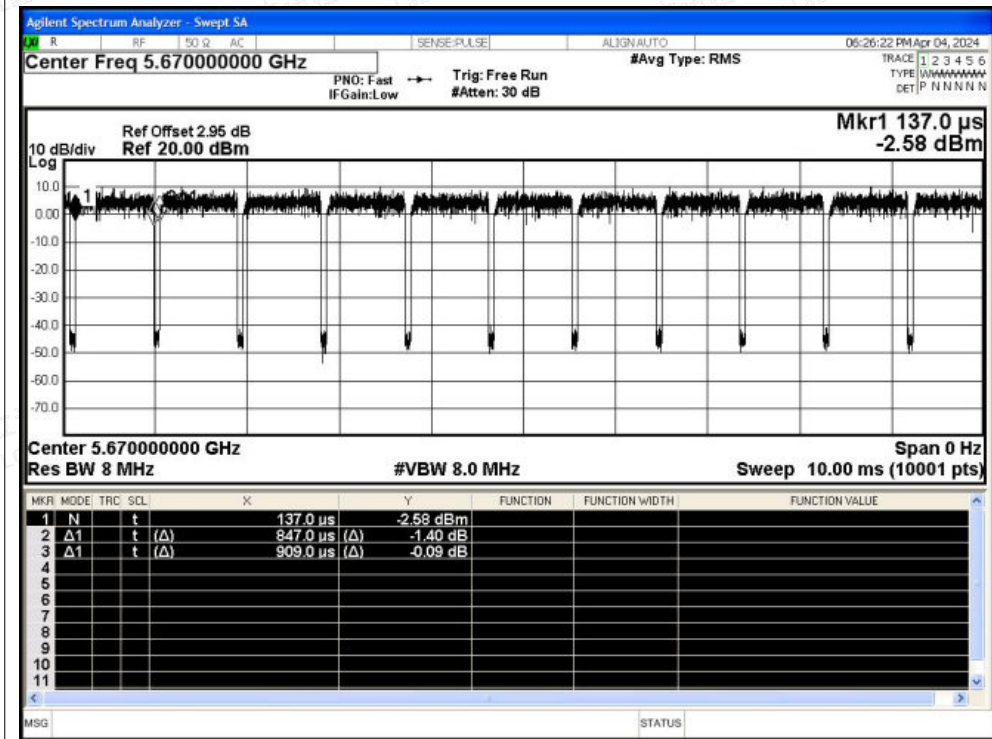 Agilent Spectrum Analyzer - Swept SA
LXI R RF 50 Ω AC SENSE:PULSE ALIGN AUTO 06:26:22 PM Apr 04, 2024
Center Freq 5.670000000 GHz #Avg Type: RMS TRACE 1 2 3 4 5 6
PNO: Fast Trig: Free Run TYPE
IFGain:Low #Atten: 30 dB DET P N N N N N
Mkr1 137.0 µs
-2.58 dBm
Ref Offset 2.95 dB
10 dB/div Ref 20.00 dBm
Log
10.0
0.00
-10.0
-20.0
-30.0
-40.0
-50.0
-60.0
-70.0
1
Center 5.670000000 GHz Span 0 Hz
Res BW 8 MHz #VBW 8.0 MHz Sweep 10.00 ms (10001 pts)
MKR MODE TRC SCL X Y FUNCTION FUNCTION WIDTH FUNCTION VALUE
1 N t 137.0 µs -2.58 dBm
2 Δ1 t (Δ) 847.0 µs (Δ) -1.40 dB
3 Δ1 t (Δ) 909.0 µs (Δ) -0.09 dB
4
5
6
7
8
9
10
11
MSG STATUS